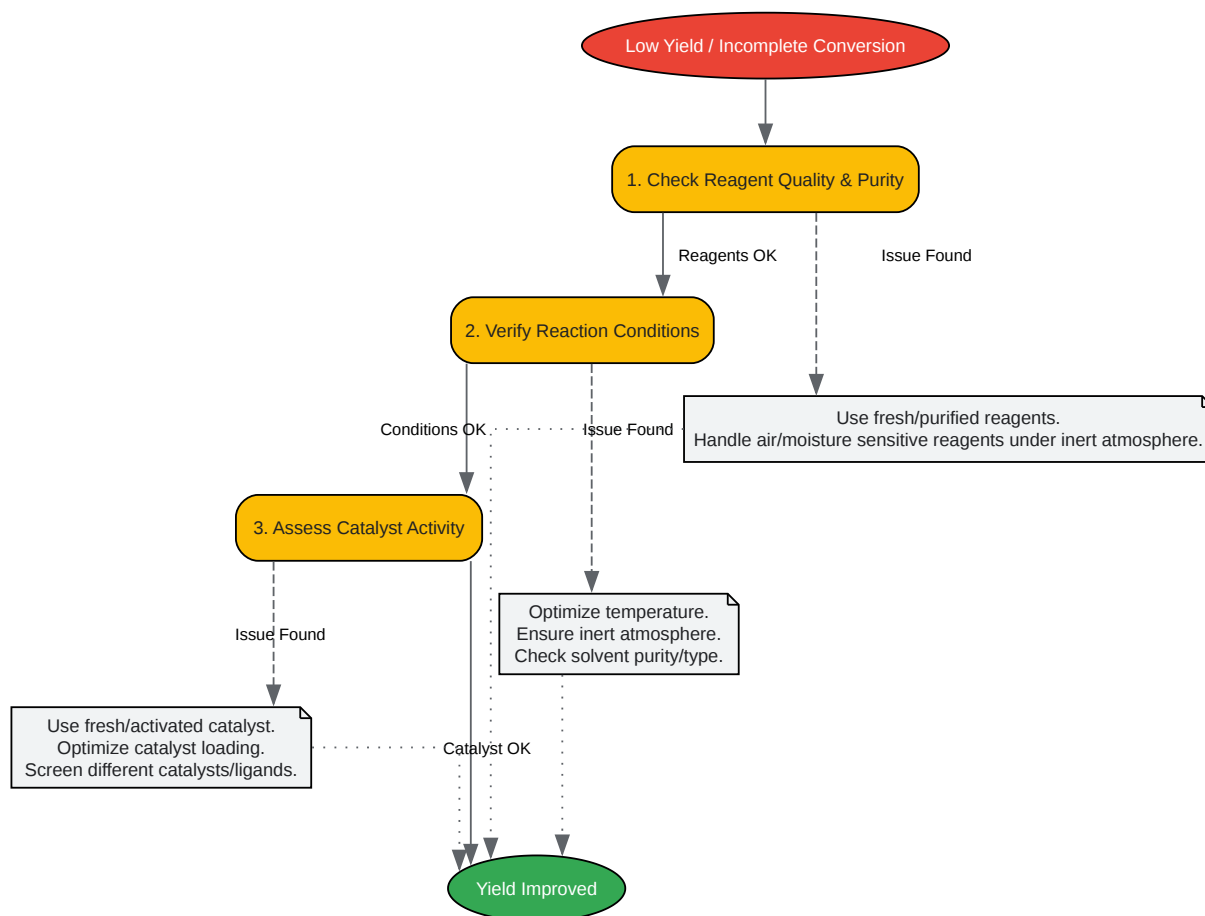 Low Yield / Incomplete Conversion
1. Check Reagent Quality & Purity
Reagents OK
Issue Found
2. Verify Reaction Conditions
Use fresh/purified reagents.
Handle air/moisture sensitive reagents under inert atmosphere.
Conditions OK
Issue Found
3. Assess Catalyst Activity
Optimize temperature.
Ensure inert atmosphere.
Check solvent purity/type.
Issue Found
Use fresh/activated catalyst.
Optimize catalyst loading.
Screen different catalysts/ligands.
Catalyst OK
Yield Improved